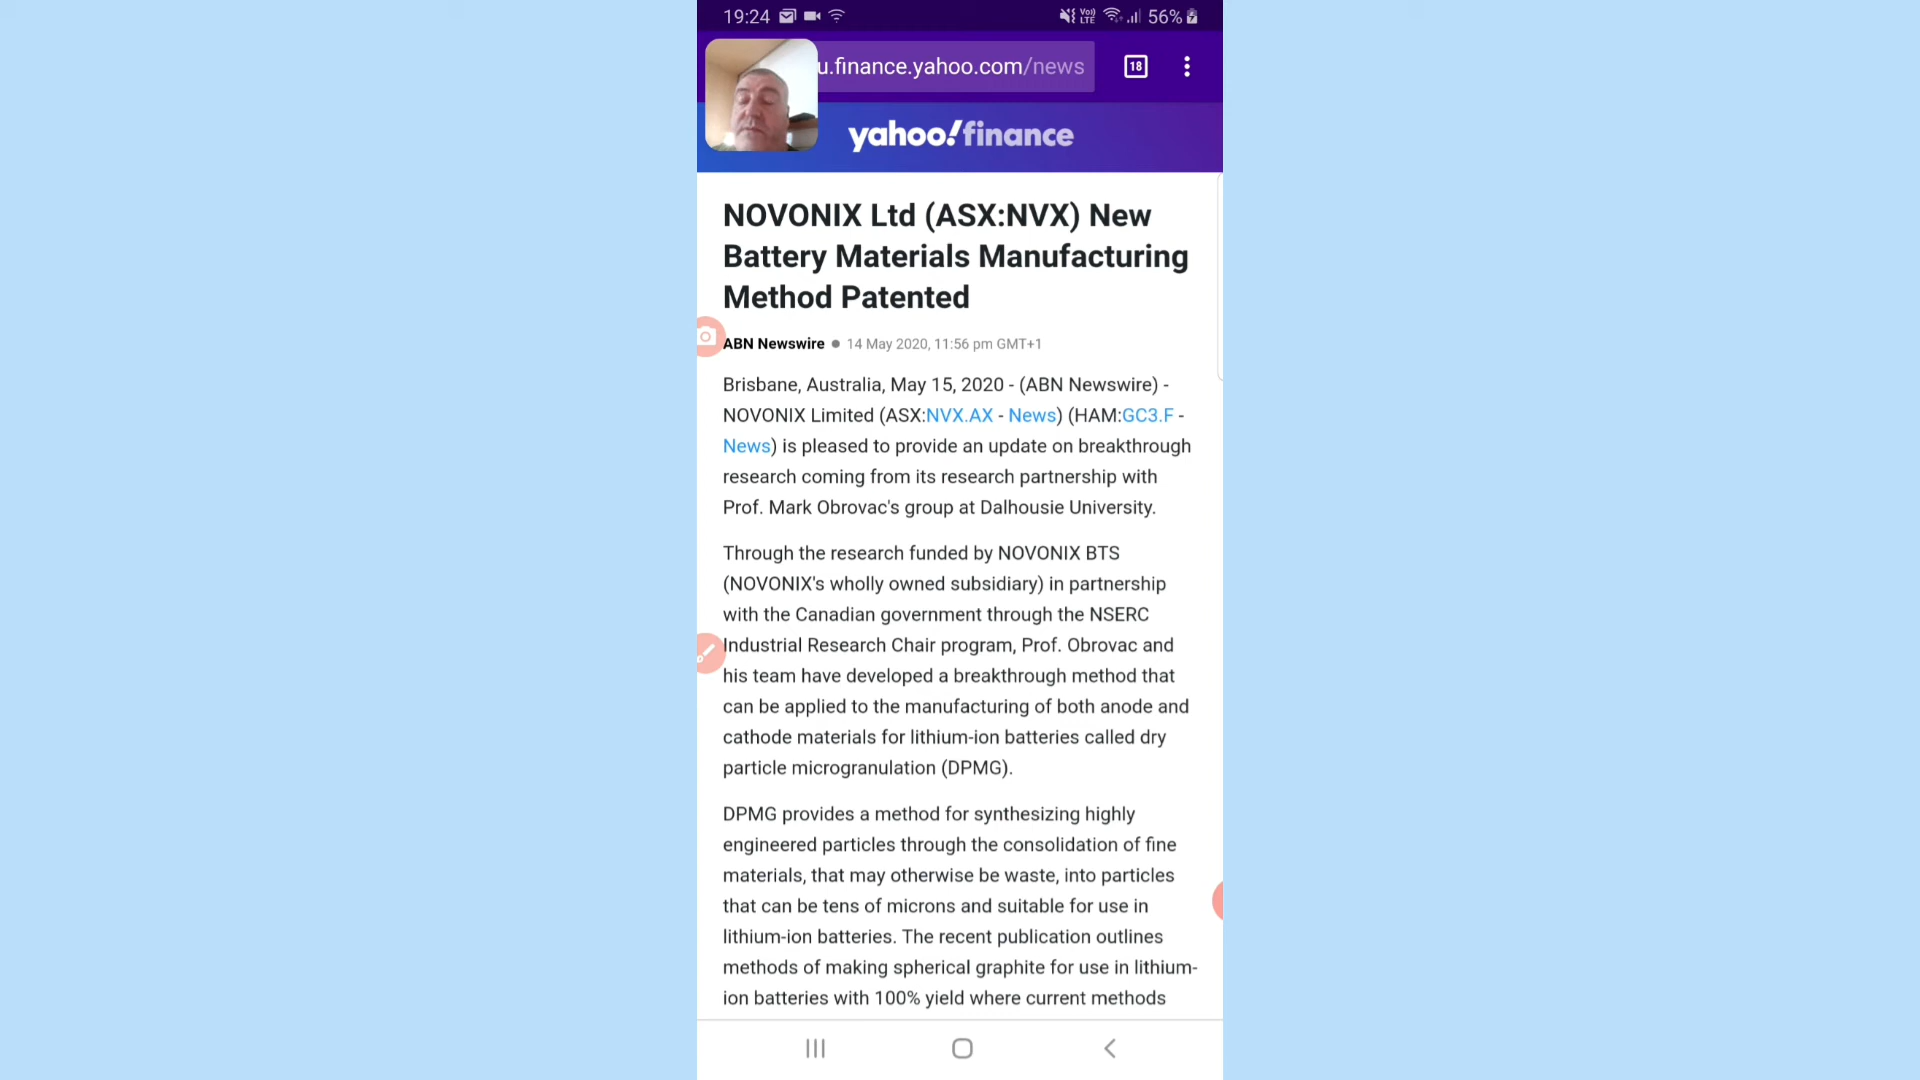 19:24
Vo)) LTE
56%
u.finance.yahoo.com/news
18
yahoo!finance
NOVONIX Ltd (ASX:NVX) New
Battery Materials Manufacturing
Method Patented
ABN Newswire ● 14 May 2020, 11:56 pm GMT+1
Brisbane, Australia, May 15, 2020 - (ABN Newswire) -
NOVONIX Limited (ASX:NVX.AX - News) (HAM:GC3.F -
News) is pleased to provide an update on breakthrough
research coming from its research partnership with
Prof. Mark Obrovac's group at Dalhousie University.
Through the research funded by NOVONIX BTS
(NOVONIX's wholly owned subsidiary) in partnership
with the Canadian government through the NSERC
Industrial Research Chair program, Prof. Obrovac and
his team have developed a breakthrough method that
can be applied to the manufacturing of both anode and
cathode materials for lithium-ion batteries called dry
particle microgranulation (DPMG).
DPMG provides a method for synthesizing highly
engineered particles through the consolidation of fine
materials, that may otherwise be waste, into particles
that can be tens of microns and suitable for use in
lithium-ion batteries. The recent publication outlines
methods of making spherical graphite for use in lithium-
ion batteries with 100% yield where current methods